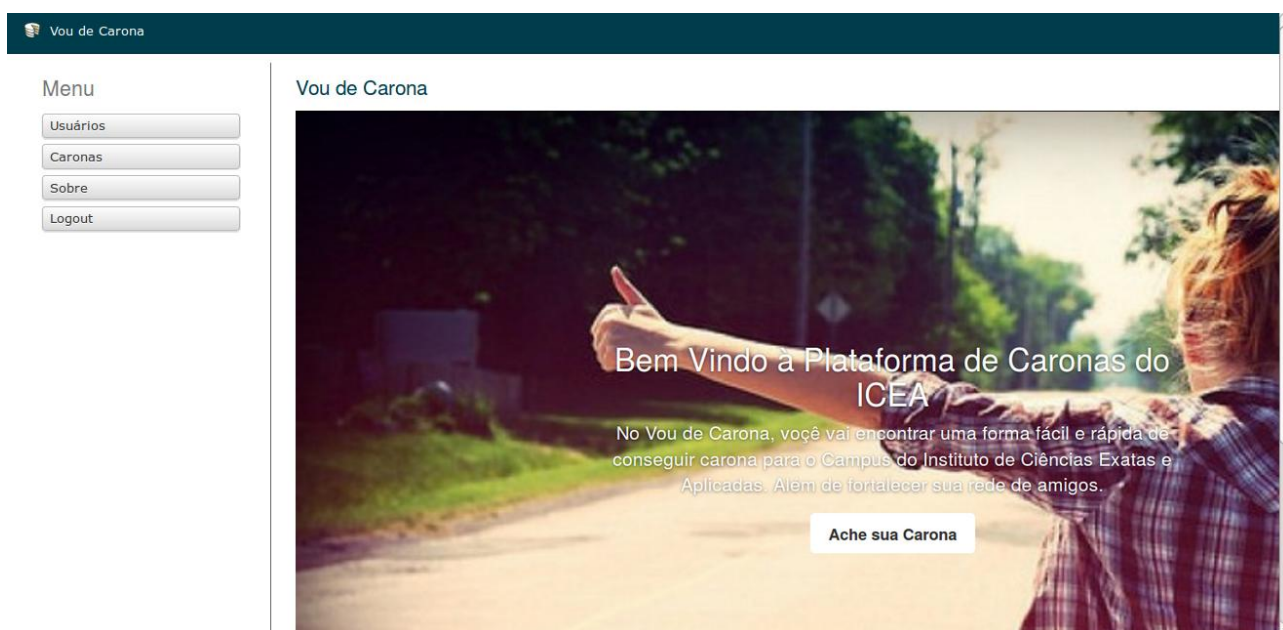 Vou de Carona
Menu
Usuários
Caronas
Sobre
Logout
Vou de Carona
Bem Vindo à Plataforma de Caronas do
ICEA
No Vou de Carona, voçê vai encontrar uma forma fácil e rápida de
conseguir carona para o Campus do Instituto de Ciências Exatas e
Aplicadas. Além de fortalecer sua rede de amigos.
Ache sua Carona